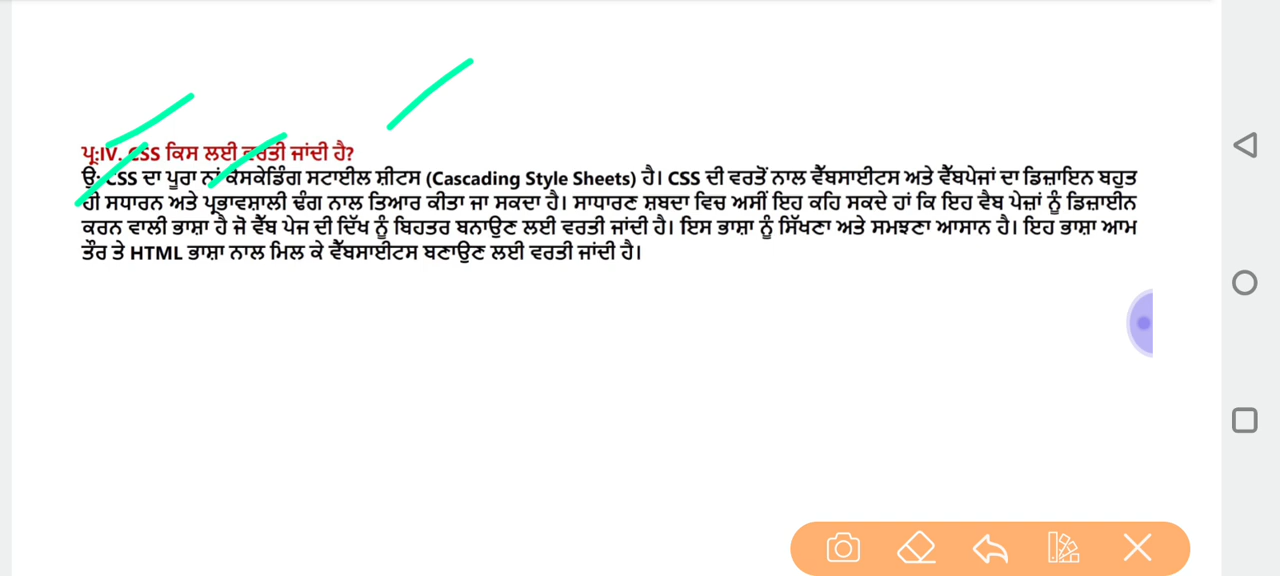 ਪ੍ਰ:IV. CSS ਕਿਸ ਲਈ ਵਰਤੀ ਜਾਂਦੀ ਹੈ?
ਉ: CSS ਦਾ ਪੂਰਾ ਨਾਂ ਕੈਸਕੇਡਿੰਗ ਸਟਾਈਲ ਸ਼ੀਟਸ (Cascading Style Sheets) ਹੈ। CSS ਦੀ ਵਰਤੋਂ ਨਾਲ ਵੈੱਬਸਾਈਟਸ ਅਤੇ ਵੈੱਬਪੇਜਾਂ ਦਾ ਡਿਜ਼ਾਇਨ ਬਹੁਤ
ਹੀ ਸਧਾਰਨ ਅਤੇ ਪ੍ਰਭਾਵਸ਼ਾਲੀ ਢੰਗ ਨਾਲ ਤਿਆਰ ਕੀਤਾ ਜਾ ਸਕਦਾ ਹੈ। ਸਾਧਾਰਣ ਸ਼ਬਦਾ ਵਿਚ ਅਸੀਂ ਇਹ ਕਹਿ ਸਕਦੇ ਹਾਂ ਕਿ ਇਹ ਵੈਬ ਪੇਜ਼ਾਂ ਨੂੰ ਡਿਜ਼ਾਈਨ
ਕਰਨ ਵਾਲੀ ਭਾਸ਼ਾ ਹੈ ਜੋ ਵੈੱਬ ਪੇਜ ਦੀ ਦਿੱਖ ਨੂੰ ਬਿਹਤਰ ਬਨਾਉਣ ਲਈ ਵਰਤੀ ਜਾਂਦੀ ਹੈ। ਇਸ ਭਾਸ਼ਾ ਨੂੰ ਸਿੱਖਣਾ ਅਤੇ ਸਮਝਣਾ ਆਸਾਨ ਹੈ। ਇਹ ਭਾਸ਼ਾ ਆਮ
ਤੌਰ ਤੇ HTML ਭਾਸ਼ਾ ਨਾਲ ਮਿਲ ਕੇ ਵੈੱਬਸਾਈਟਸ ਬਣਾਉਣ ਲਈ ਵਰਤੀ ਜਾਂਦੀ ਹੈ।